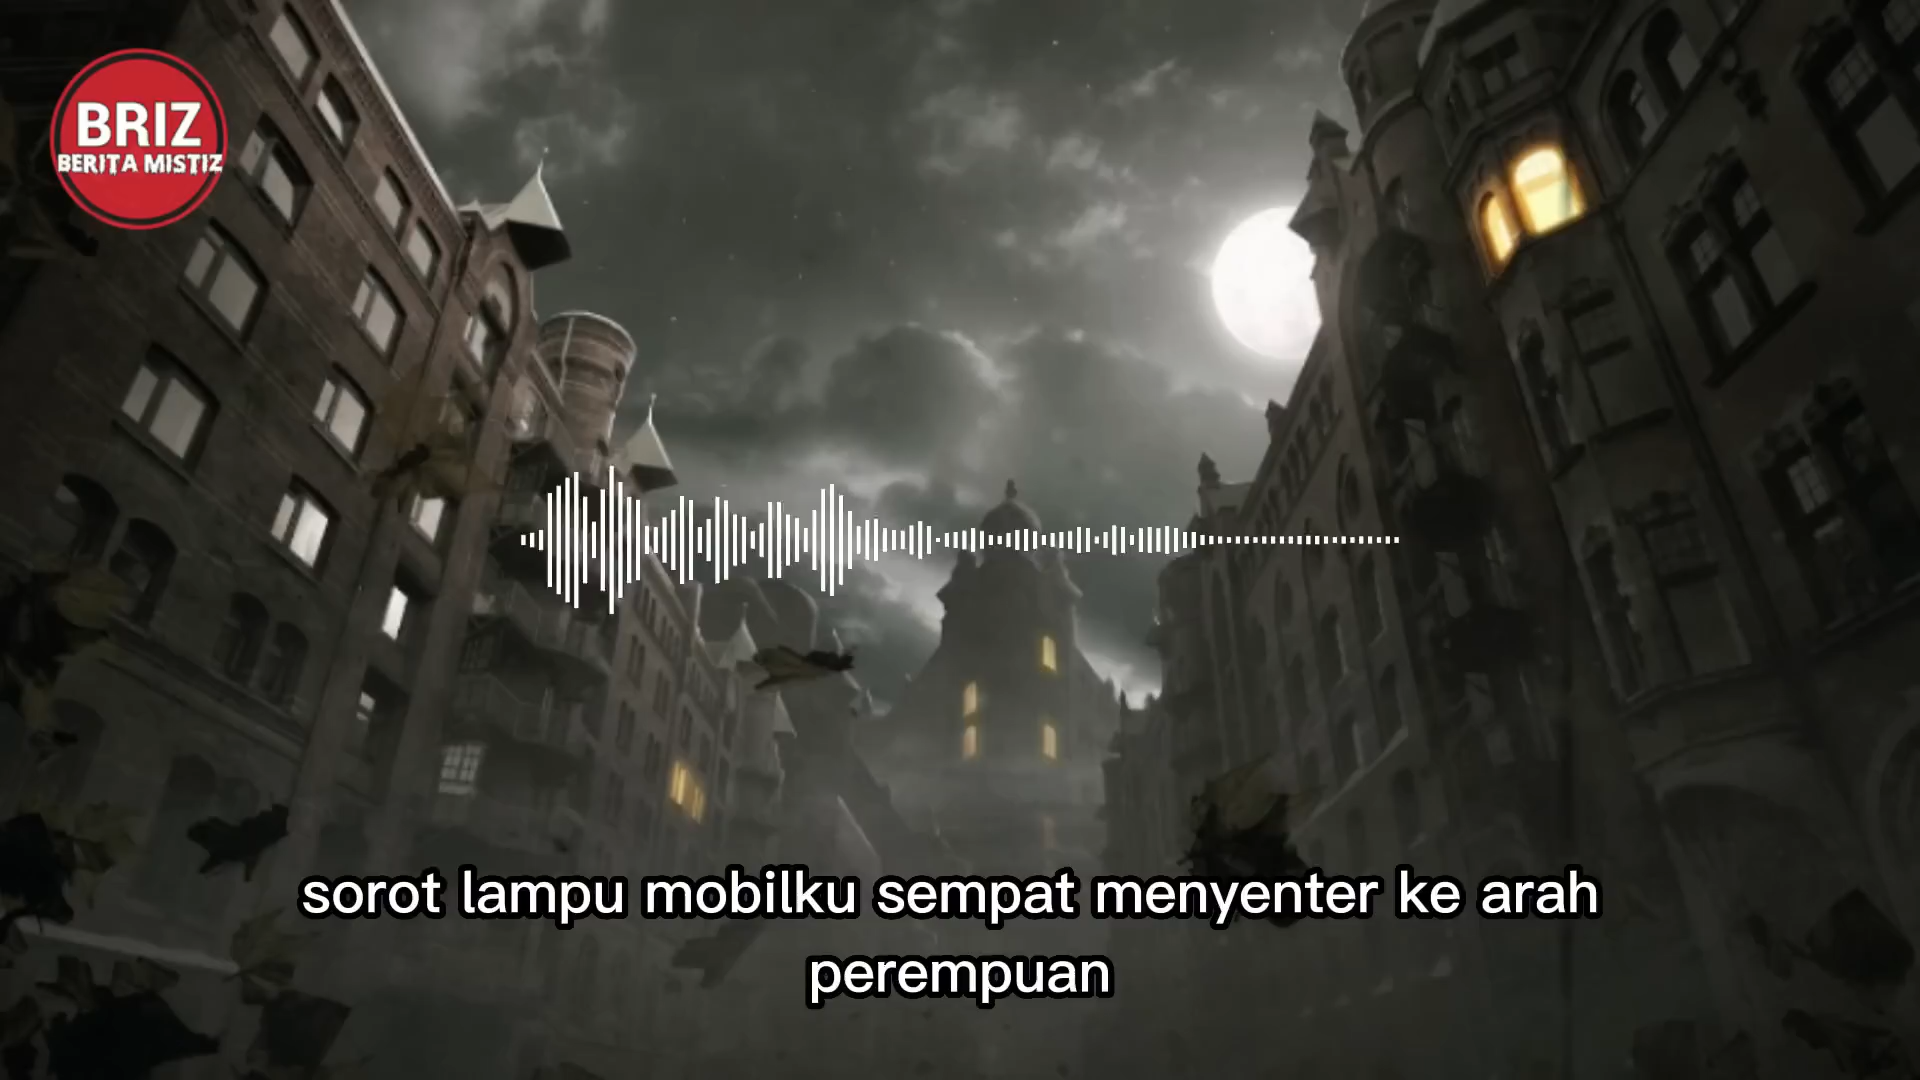 BRIZ
BERITA MISTIZ
sorot lampu mobilku sempat menyenter ke arah
perempuan